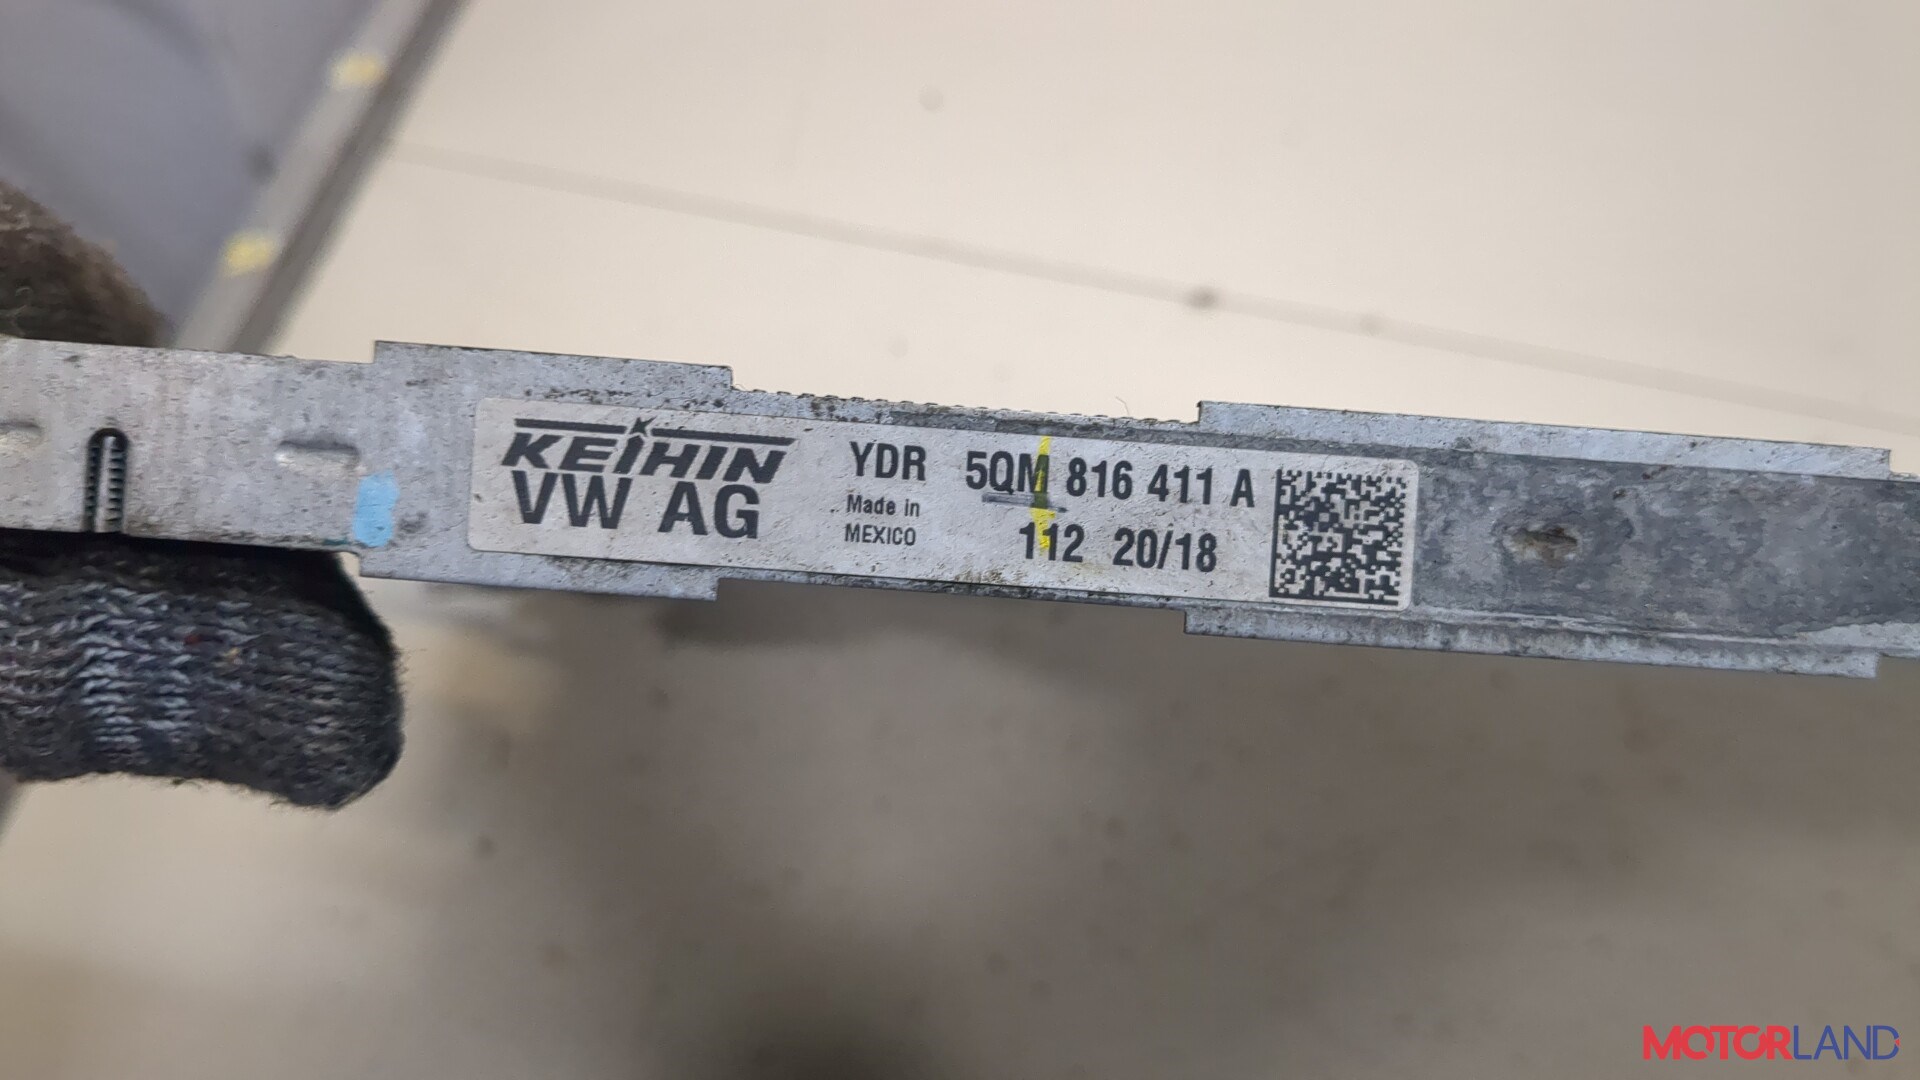 KEIHIN YDR 5QM 816 411 A
VW AG Made in
MEXICO 112 20/18
MOTORLAND